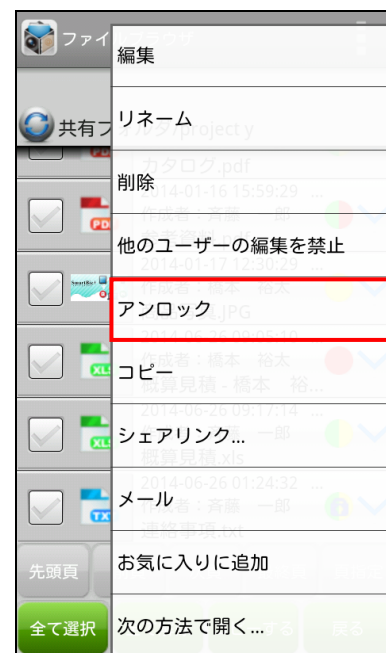 ファイルブラウザ
共有フォルダ/project y
編集
リネーム
削除
他のユーザーの編集を禁止
アンロック
コピー
シェアリンク...
メール
お気に入りに追加
次の方法で開く...
カタログ.pdf
2014-01-16 15:59:29 ...
作成者：斉藤　一郎
2014-01-17 12:30:29 ...
作成者：橋本　裕太
.JPG
2014-06-26 09:05:19
作成者：橋本　裕太
概算見積 - 橋本　裕...
2014-06-26 09:17:14 ...
一郎
概算見積.xls
2014-06-26 01:24:32 ...
作成者：斉藤　一郎
連絡事項.txt
先頭頁
全て選択
戻る